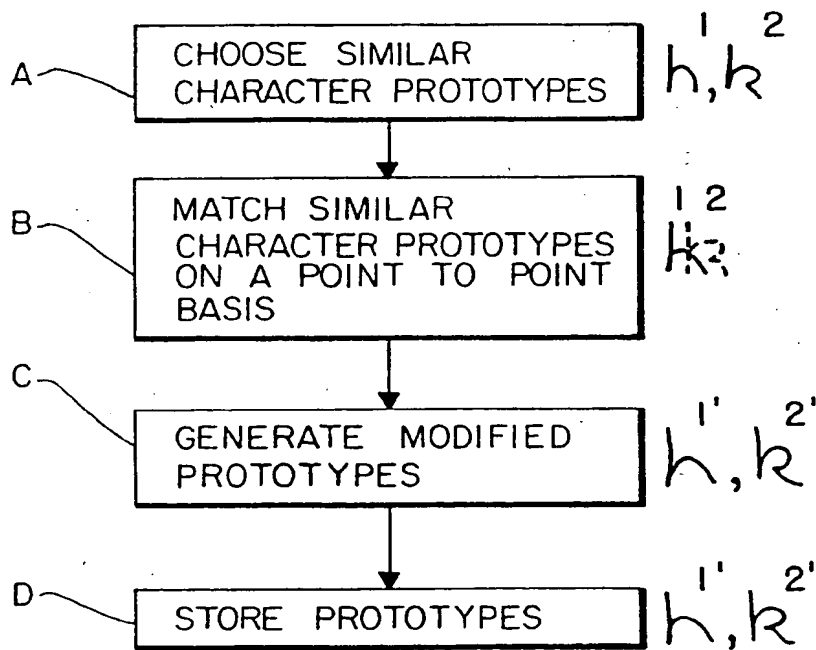 A
CHOOSE SIMILAR
CHARACTER PROTOTYPES
h¹, k²
B
MATCH SIMILAR
CHARACTER PROTOTYPES
ON A POINT TO POINT
BASIS
1 2
C
GENERATE MODIFIED
PROTOTYPES
h¹', k²'
D
STORE PROTOTYPES
h¹', k²'